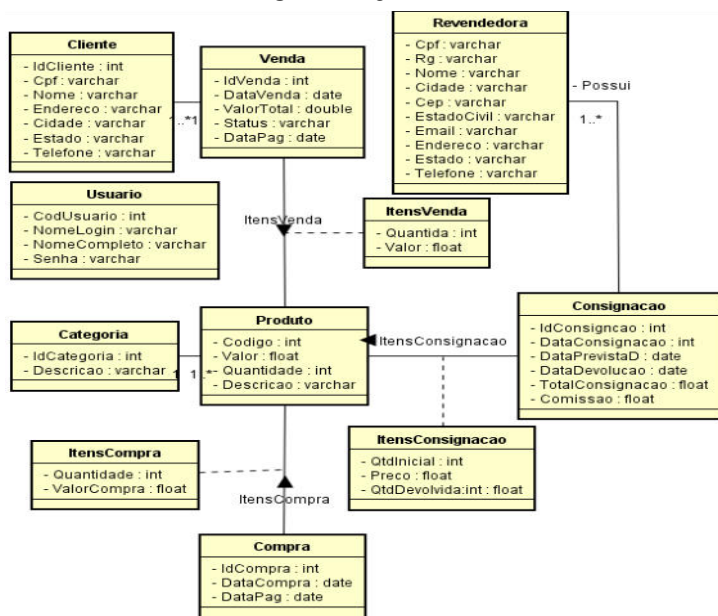 Cliente
- IdCliente : int
- Cpf : varchar
- Nome : varchar
- Endereco : varchar
- Cidade : varchar
- Estado : varchar
- Telefone : varchar
1..*1
Venda
- IdVenda : int
- DataVenda : date
- ValorTotal : double
- Status : varchar
- DataPag : date
Revendedora
- Cpf : varchar
- Rg : varchar
- Nome : varchar
- Cidade : varchar
- Cep : varchar
- EstadoCivil : varchar
- Email : varchar
- Endereco : varchar
- Estado : varchar
- Telefone : varchar
- Possui
1..*
Usuario
- CodUsuario : int
- NomeLogin : varchar
- NomeCompleto : varchar
- Senha : varchar
ItensVenda
ItensVenda
- Quantida : int
- Valor : float
Categoria
- IdCategoria : int
- Descricao : varchar
1 1..*
Produto
- Codigo : int
- Valor : float
- Quantidade : int
- Descricao : varchar
ItensConsignacao
Consignacao
- IdConsigncao : int
- DataConsignacao : int
- DataPrevistaD : date
- DataDevolucao : date
- TotalConsignacao : float
- Comissao : float
ItensCompra
- Quantidade : int
- ValorCompra : float
ItensCompra
ItensConsignacao
- QtdInicial : int
- Preco : float
- QtdDevolvida:int : float
Compra
- IdCompra : int
- DataCompra : date
- DataPag : date